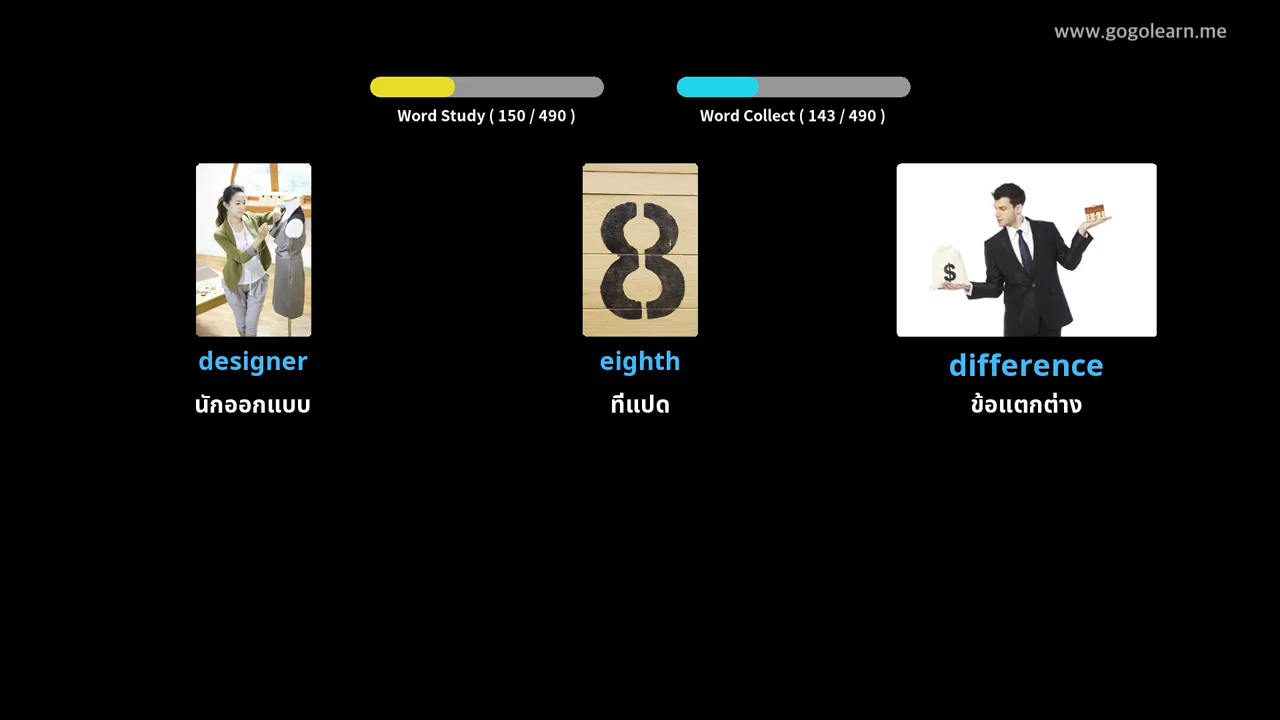 www.gogolearn.me
Word Study ( 150 / 490 )
Word Collect ( 143 / 490 )
8
$
designer
eighth
difference
นักออกแบบ
ที่แปด
ข้อแตกต่าง